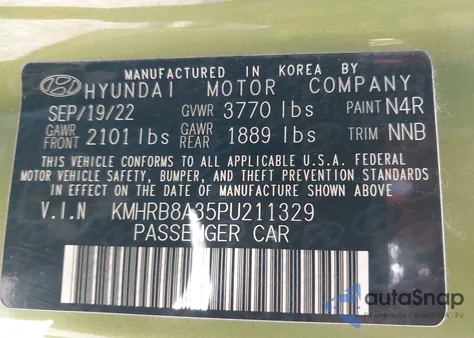 MANUFACTURED IN KOREA BY
HYUNDAI MOTOR COMPANY
SEP/19/22 GVWR 3770 lbs PAINT N4R
GAWR FRONT 2101 lbs GAWR REAR 1889 lbs TRIM NNB
THIS VEHICLE CONFORMS TO ALL APPLICABLE U.S.A. FEDERAL
MOTOR VEHICLE SAFETY, BUMPER, AND THEFT PREVENTION STANDARDS
IN EFFECT ON THE DATE OF MANUFACTURE SHOWN ABOVE.
V.I.N KMHRB8A35PU211329
PASSENGER CAR
autoSnap